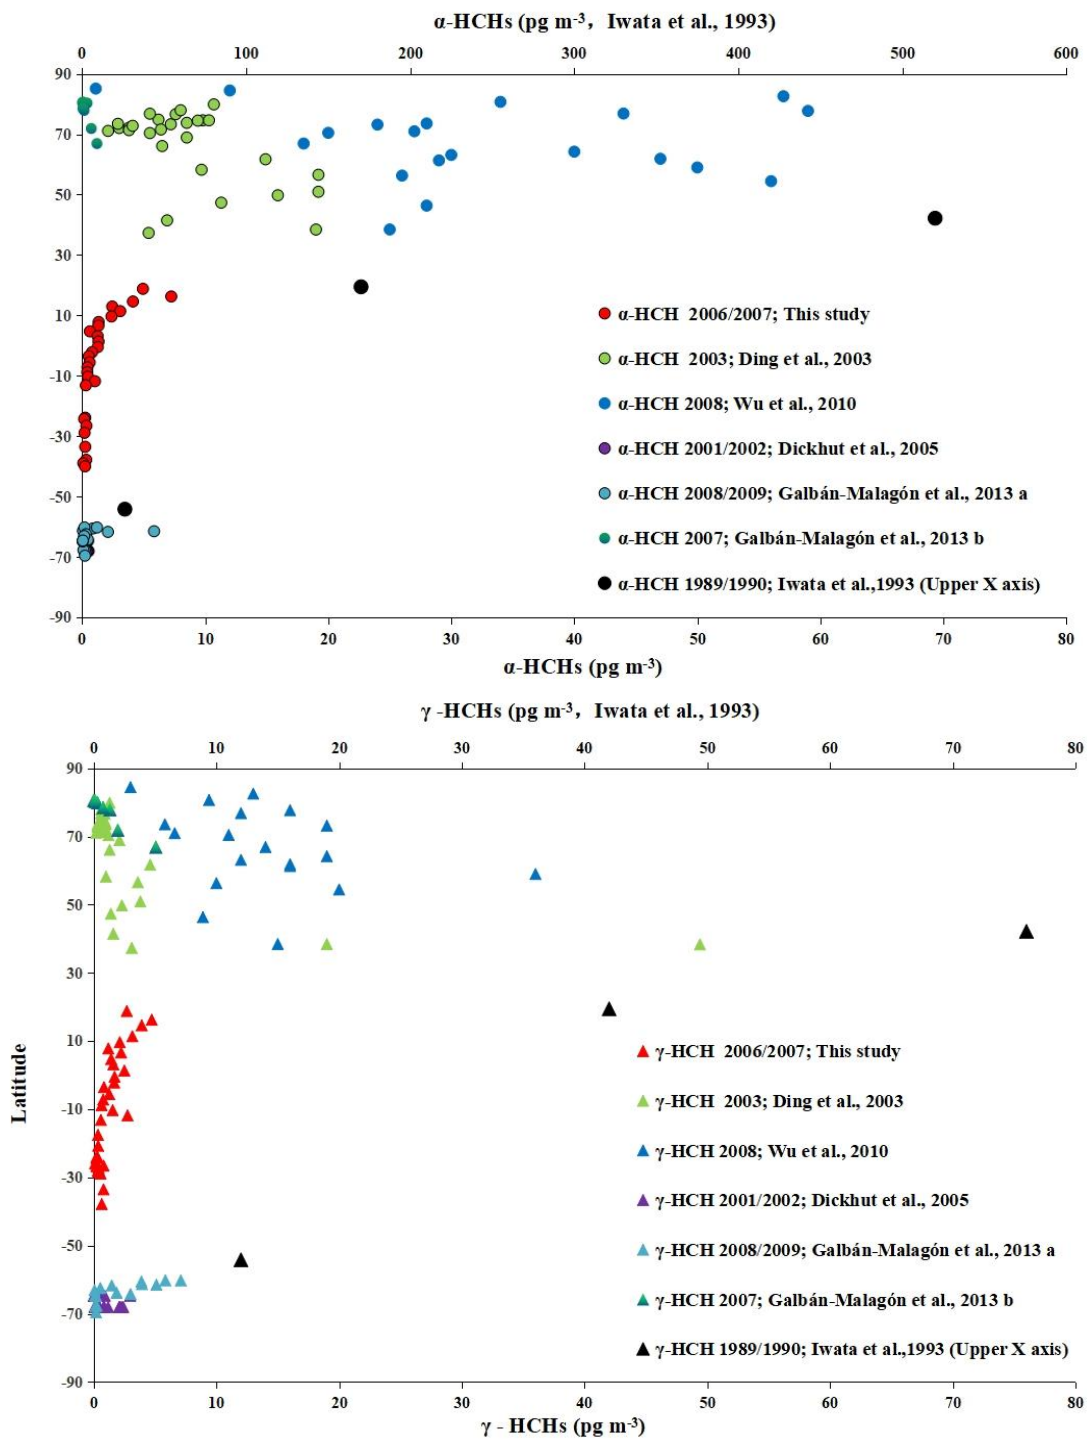 α-HCHs (pg m-3, Iwata et al., 1993)
0 100 200 300 400 500 600
90
70
50
30
10
-10
-30
-50
-70
-90
α-HCH 2006/2007; This study
α-HCH 2003; Ding et al., 2003
α-HCH 2008; Wu et al., 2010
α-HCH 2001/2002; Dickhut et al., 2005
α-HCH 2008/2009; Galbán-Malagón et al., 2013 a
α-HCH 2007; Galbán-Malagón et al., 2013 b
α-HCH 1989/1990; Iwata et al.,1993 (Upper X axis)
0 10 20 30 40 50 60 70 80
α-HCHs (pg m-3)
γ -HCHs (pg m-3, Iwata et al., 1993)
0 10 20 30 40 50 60 70 80
90
70
50
30
10
-10
-30
-50
-70
-90
Latitude
γ-HCH 2006/2007; This study
γ-HCH 2003; Ding et al., 2003
γ-HCH 2008; Wu et al., 2010
γ-HCH 2001/2002; Dickhut et al., 2005
γ-HCH 2008/2009; Galbán-Malagón et al., 2013 a
γ-HCH 2007; Galbán-Malagón et al., 2013 b
γ-HCH 1989/1990; Iwata et al.,1993 (Upper X axis)
0 10 20 30 40 50 60 70 80
γ - HCHs (pg m-3)